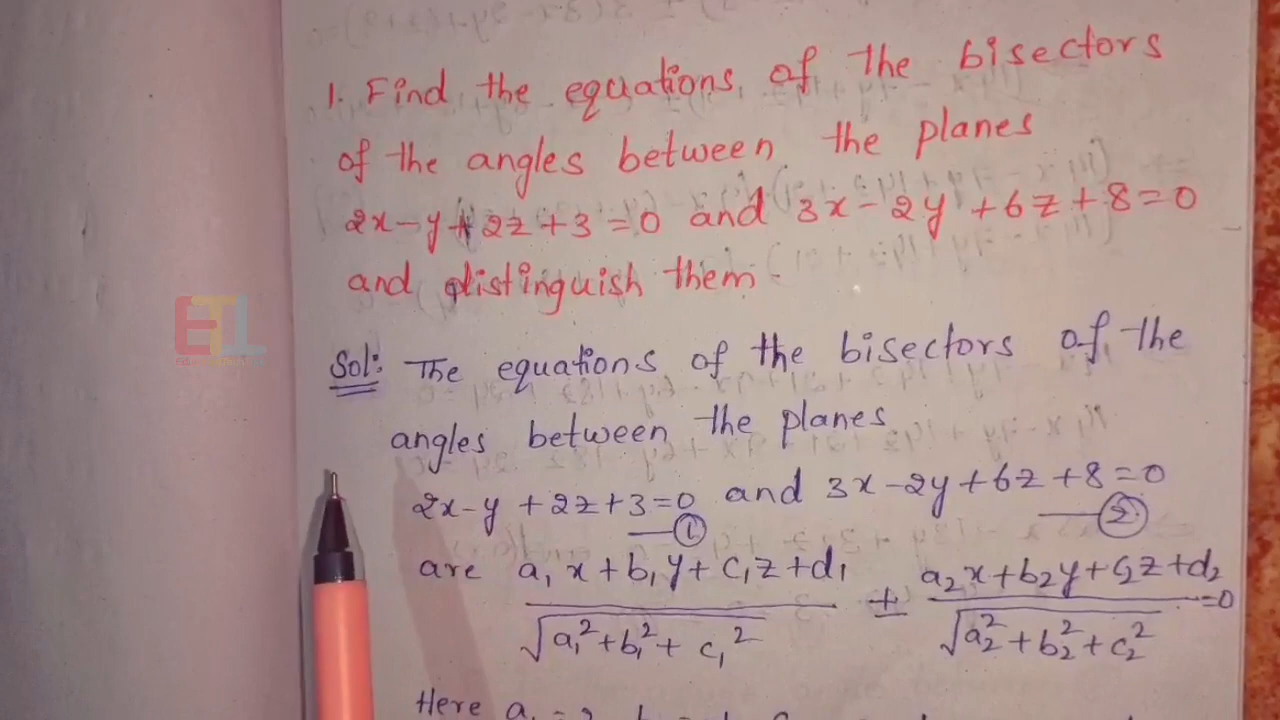 1. Find the equations of the bisectors
of the angles between the planes
2x-y+2z+3=0 and 3x-2y+6z+8=0
and distinguish them.
Sol: The equations of the bisectors of the
angles between the planes
2x-y+2z+3=0 and 3x-2y+6z+8=0
—① —②
are a₁x+b₁y+c₁z+d₁ / √a₁²+b₁²+c₁² ± a₂x+b₂y+c₂z+d₂ / √a₂²+b₂²+c₂² =0
Here a₁=2
ETL